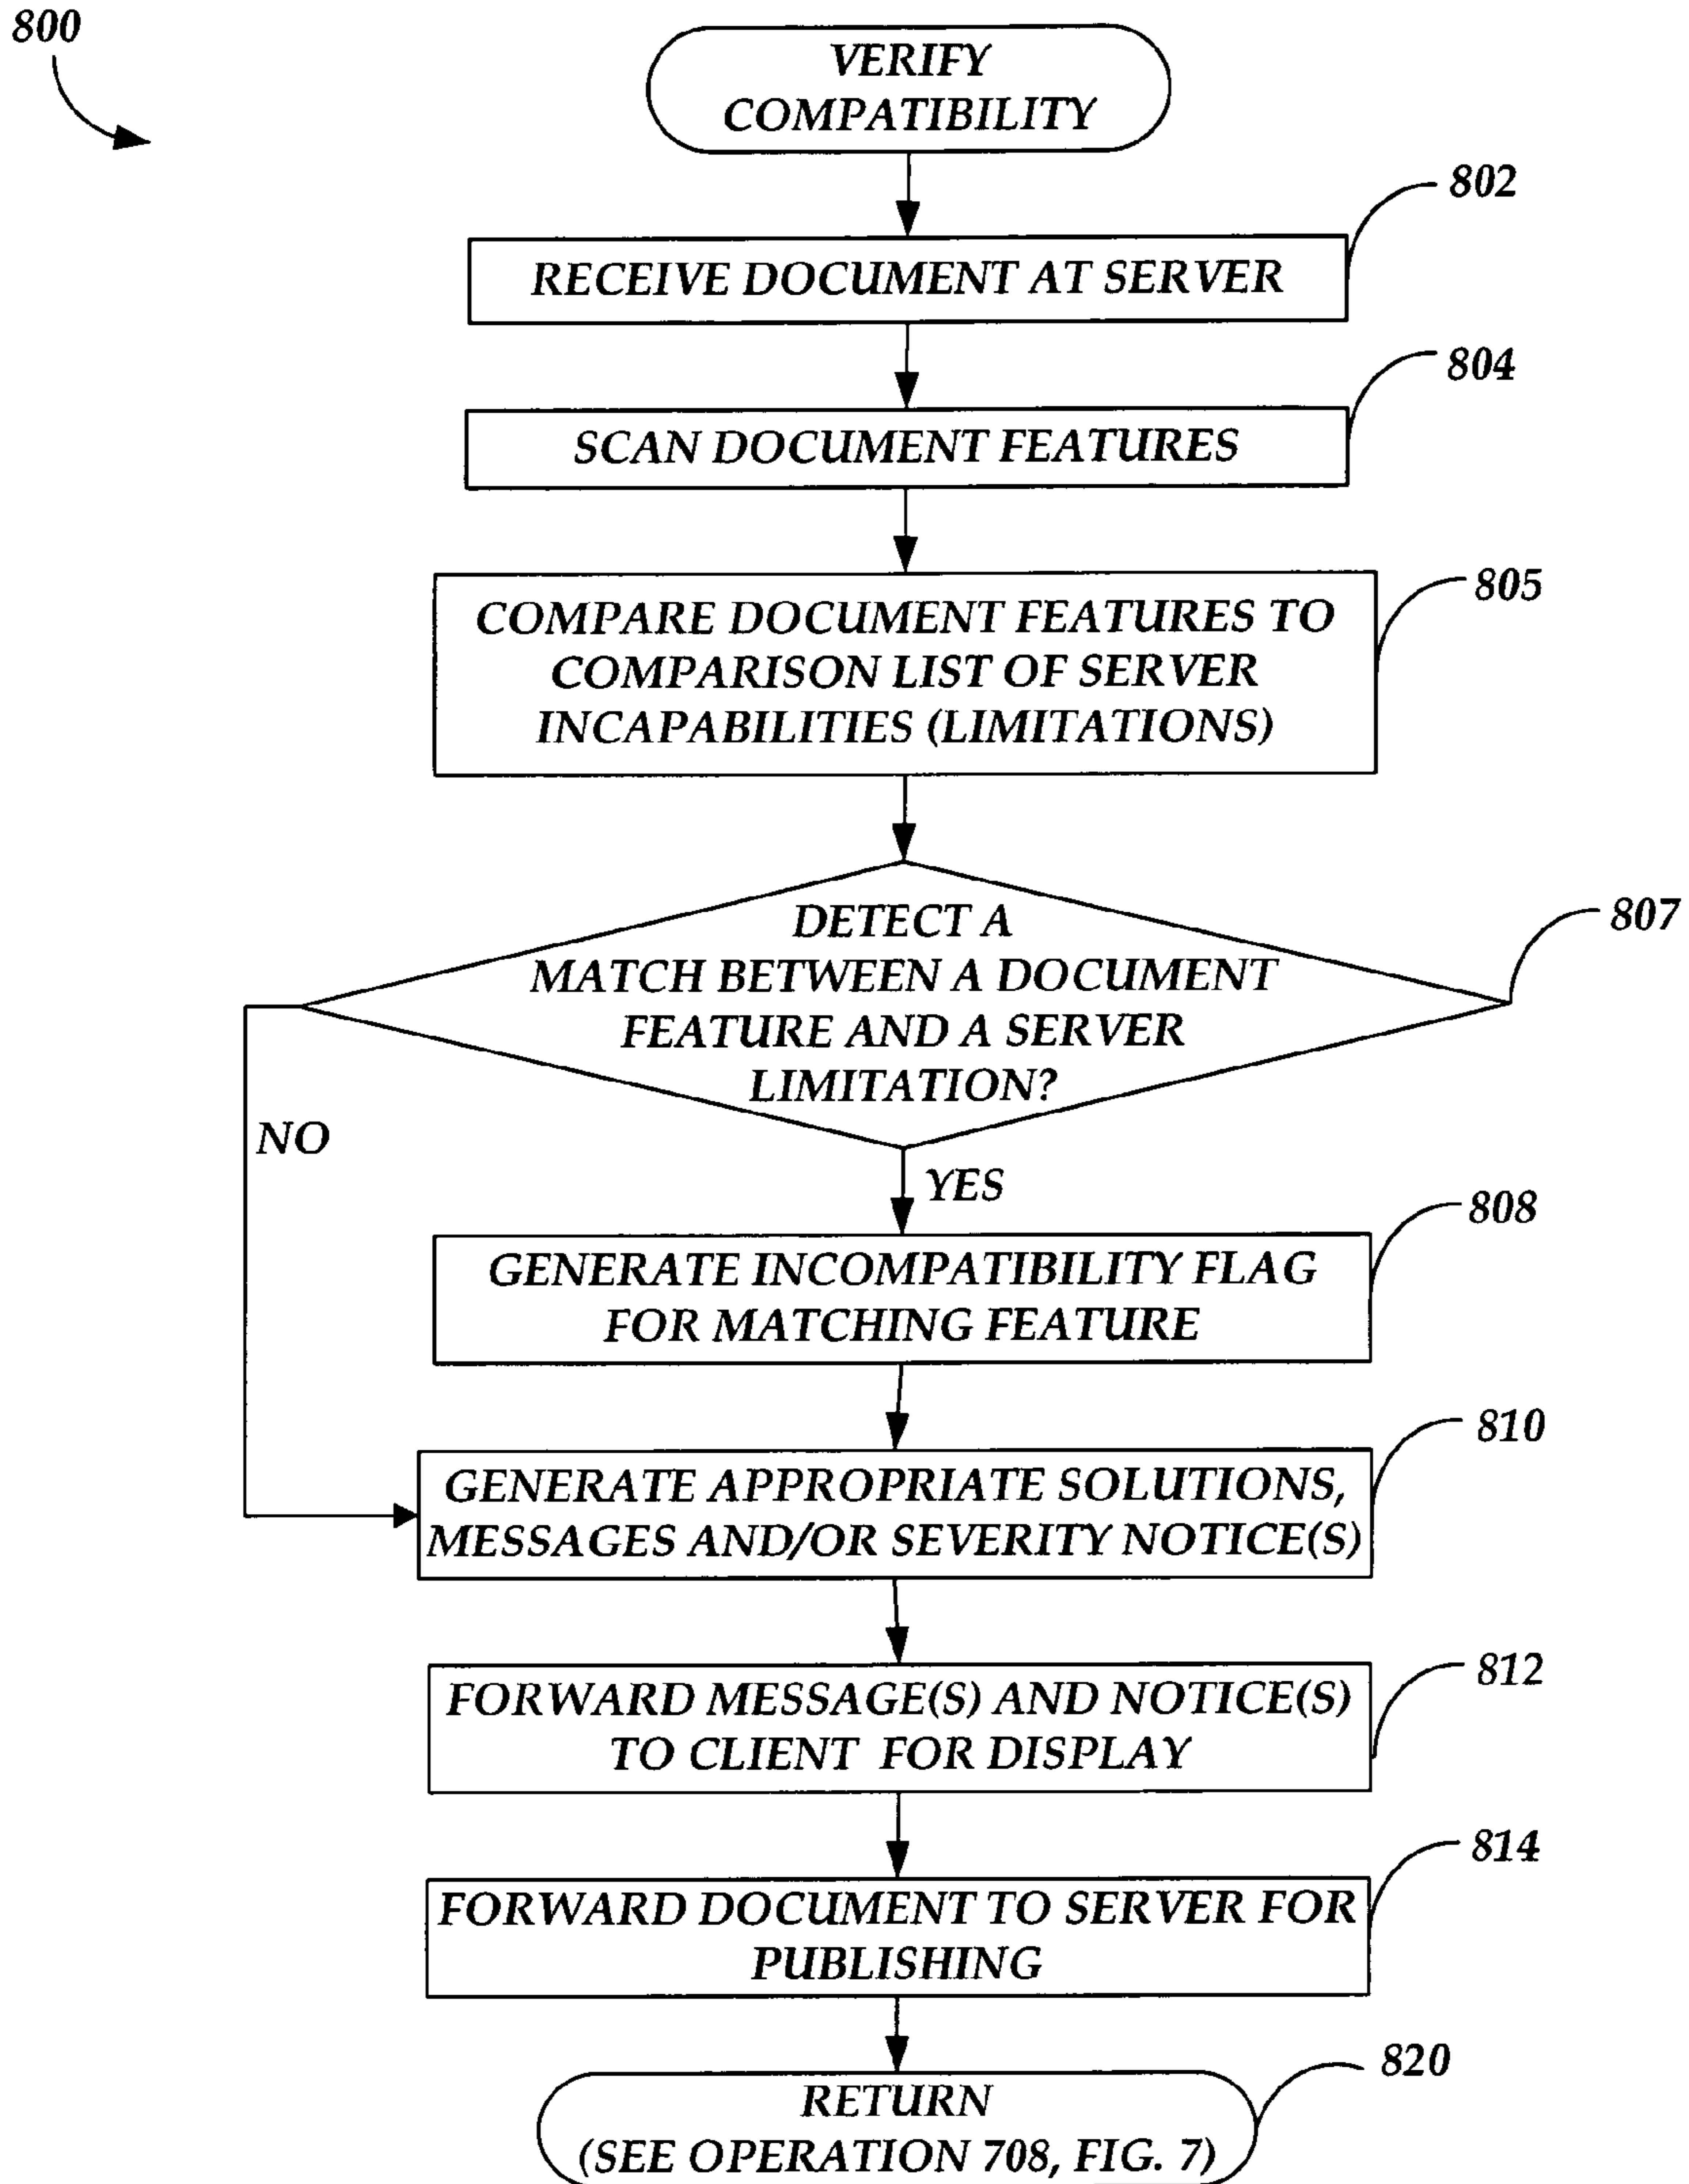 800
VERIFY
COMPATIBILITY
802
RECEIVE DOCUMENT AT SERVER
804
SCAN DOCUMENT FEATURES
805
COMPARE DOCUMENT FEATURES TO
COMPARISON LIST OF SERVER
INCAPABILITIES (LIMITATIONS)
807
DETECT A
MATCH BETWEEN A DOCUMENT
FEATURE AND A SERVER
LIMITATION?
NO
YES
808
GENERATE INCOMPATIBILITY FLAG
FOR MATCHING FEATURE
810
GENERATE APPROPRIATE SOLUTIONS,
MESSAGES AND/OR SEVERITY NOTICE(S)
812
FORWARD MESSAGE(S) AND NOTICE(S)
TO CLIENT FOR DISPLAY
814
FORWARD DOCUMENT TO SERVER FOR
PUBLISHING
820
RETURN
(SEE OPERATION 708, FIG. 7)